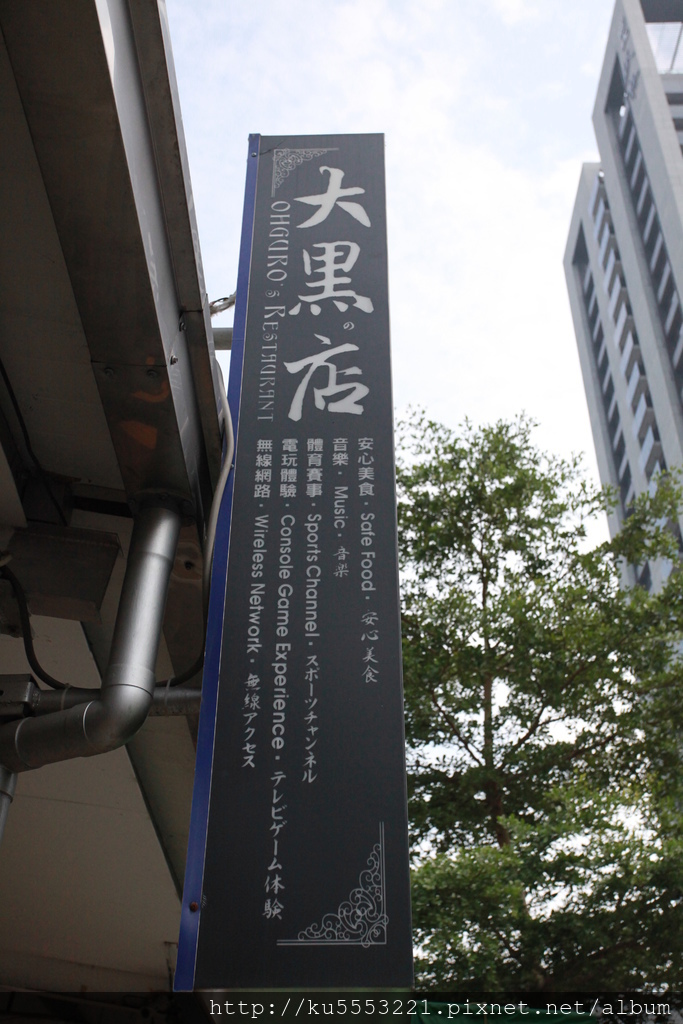 大黒の店
OHGURO's RESTAURANT
安心美食・Safe Food・安心美食
音樂・Music・音楽
體育賽事・Sports Channel・スポーツチャンネル
電玩體驗・Console Game Experience・テレビゲーム体験
無線網路・Wireless Network・無線アクセス
http://ku5553221.pixnet.net/album